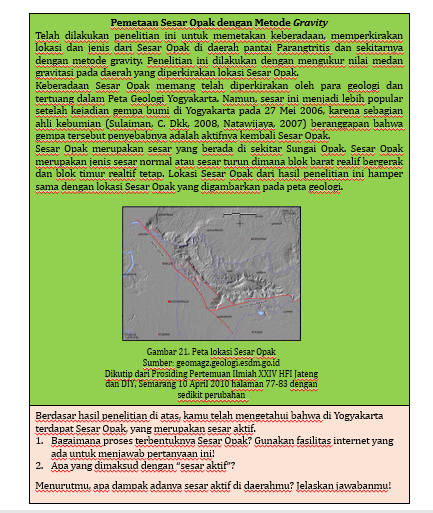 Pemetaan Sesar Opak dengan Metode Gravity
Telah dilakukan penelitian ini untuk memetakan keberadaan, memperkirakan
lokasi dan jenis dari Sesar Opak di daerah pantai Parangtritis dan sekitarnya
dengan metode gravity. Penelitian ini dilakukan dengan mengukur nilai medan
gravitasi pada daerah yang diperkirakan lokasi Sesar Opak.
Keberadaan Sesar Opak memang telah diperkirakan oleh para geologi dan
tertuang dalam Peta Geologi Yogyakarta. Namun, sesar ini menjadi lebih popular
setelah kejadian gempa bumi di Yogyakarta pada 27 Mei 2006, karena sebagian
ahli kebumian (Sulaiman, C. Dkk, 2008, Natawijaya, 2007) beranggapan bahwa
gempa tersebut penyebabnya adalah aktifnya kembali Sesar Opak.
Sesar Opak merupakan sesar yang berada di sekitar Sungai Opak. Sesar Opak
merupakan jenis sesar normal atau sesar turun dimana blok barat realif bergerak
dan blok timur realtif tetap. Lokasi Sesar Opak dari hasil penelitian ini hamper
sama dengan lokasi Sesar Opak yang digambarkan pada peta geologi.
Gambar 21. Peta lokasi Sesar Opak
Sumber: geomagz.geologi.esdm.go.id
Dikutip dari Prosiding Pertemuan Ilmiah XXIV HFI Jateng
dan DIY, Semarang 10 April 2010 halaman 77-83 dengan
sedikit perubahan
Berdasar hasil penelitian di atas, kamu telah mengetahui bahwa di Yogyakarta
terdapat Sesar Opak, yang merupakan sesar aktif.
1. Bagaimana proses terbentuknya Sesar Opak? Gunakan fasilitas internet yang
ada untuk menjawab pertanyaan ini!
2. Apa yang dimaksud dengan "sesar aktif"?
Menurutmu, apa dampak adanya sesar aktif di daerahmu? Jelaskan jawabanmu!